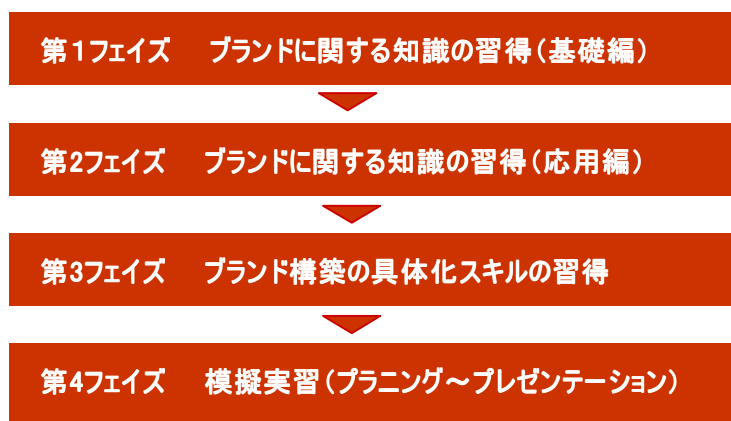 第１フェイズ　ブランドに関する知識の習得（基礎編）
第2フェイズ　ブランドに関する知識の習得（応用編）
第3フェイズ　ブランド構築の具体化スキルの習得
第4フェイズ　模擬実習（プラニング～プレゼンテーション）